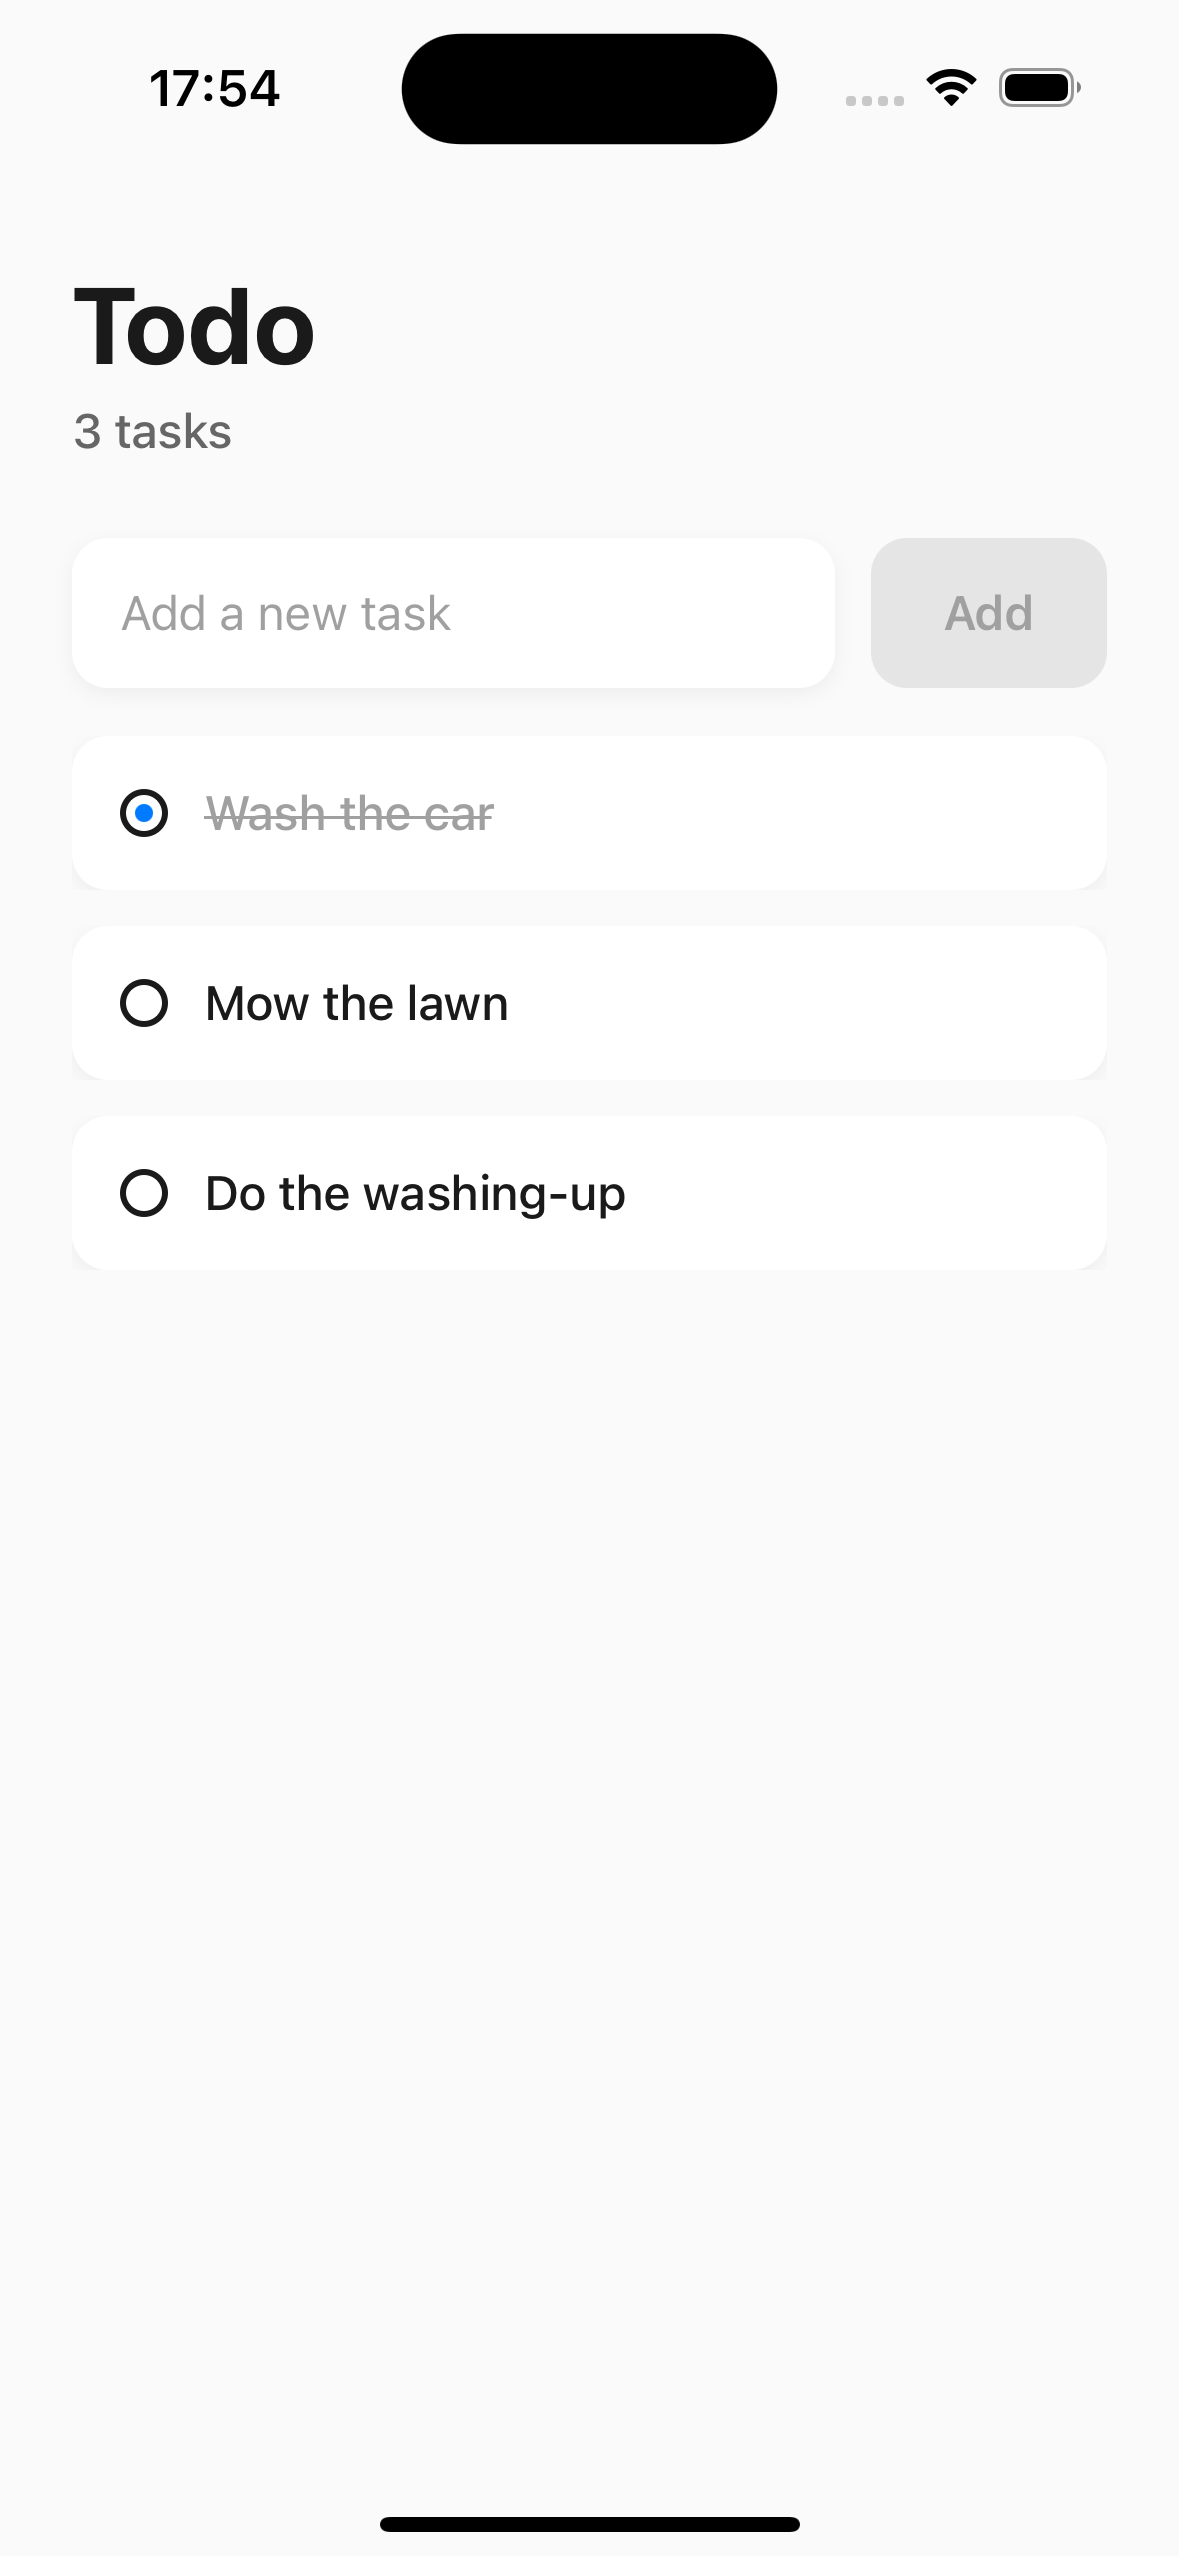 17:54
Todo
3 tasks
Add a new task
Add
Wash the car
Mow the lawn
Do the washing-up